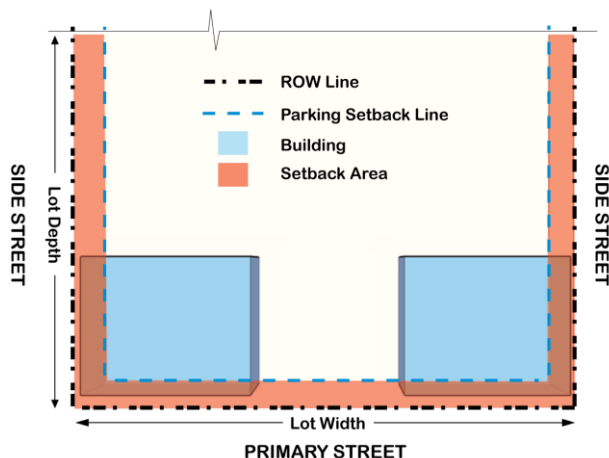 ROW Line
Parking Setback Line
Building
Setback Area
SIDE STREET
Lot Depth
SIDE STREET
Lot Width
PRIMARY STREET